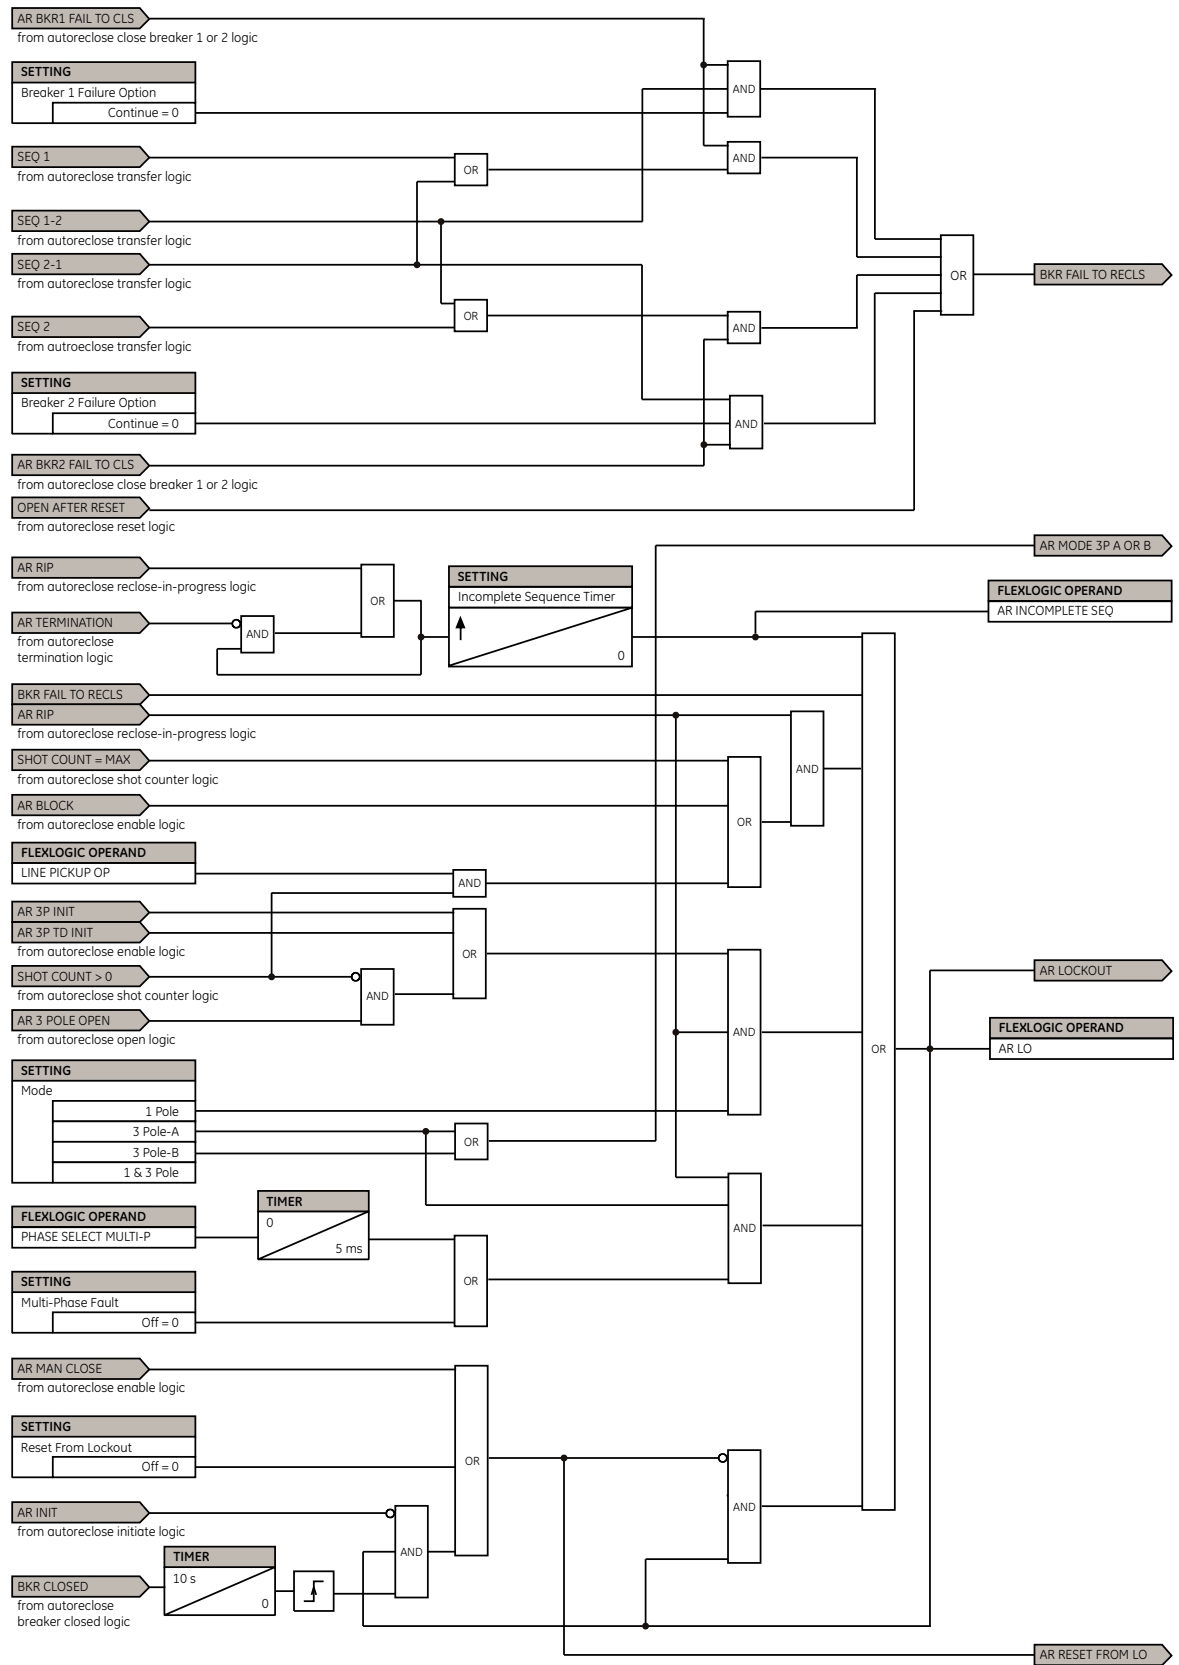 AR BKR1 FAIL TO CLS
from autoreclose close breaker 1 or 2 logic
SETTING
Breaker 1 Failure Option
Continue = 0
AND
SEQ 1
from autoreclose transfer logic
OR
AND
SEQ 1-2
from autoreclose transfer logic
SEQ 2-1
from autoreclose transfer logic
OR
BKR FAIL TO RECLS
SEQ 2
from autroeclose transfer logic
OR
AND
SETTING
Breaker 2 Failure Option
Continue = 0
AND
AR BKR2 FAIL TO CLS
from autoreclose close breaker 1 or 2 logic
OPEN AFTER RESET
from autoreclose reset logic
AR MODE 3P A OR B
AR RIP
from autoreclose reclose-in-progress logic
OR
SETTING
Incomplete Sequence Timer
0
FLEXLOGIC OPERAND
AR INCOMPLETE SEQ
AR TERMINATION
from autoreclose
termination logic
AND
BKR FAIL TO RECLS
AR RIP
from autoreclose reclose-in-progress logic
AND
SHOT COUNT = MAX
from autoreclose shot counter logic
AR BLOCK
from autoreclose enable logic
OR
FLEXLOGIC OPERAND
LINE PICKUP OP
AND
AR 3P INIT
AR 3P TD INIT
from autoreclose enable logic
OR
SHOT COUNT > 0
from autoreclose shot counter logic
AND
AR LOCKOUT
AR 3 POLE OPEN
from autoreclose open logic
AND
OR
FLEXLOGIC OPERAND
AR LO
SETTING
Mode
1 Pole
3 Pole-A
3 Pole-B
1 & 3 Pole
OR
FLEXLOGIC OPERAND
PHASE SELECT MULTI-P
TIMER
0
5 ms
AND
SETTING
Multi-Phase Fault
Off = 0
OR
AR MAN CLOSE
from autoreclose enable logic
SETTING
Reset From Lockout
Off = 0
OR
AR INIT
from autoreclose initiate logic
AND
AND
TIMER
10 s
0
BKR CLOSED
from autoreclose
breaker closed logic
AR RESET FROM LO